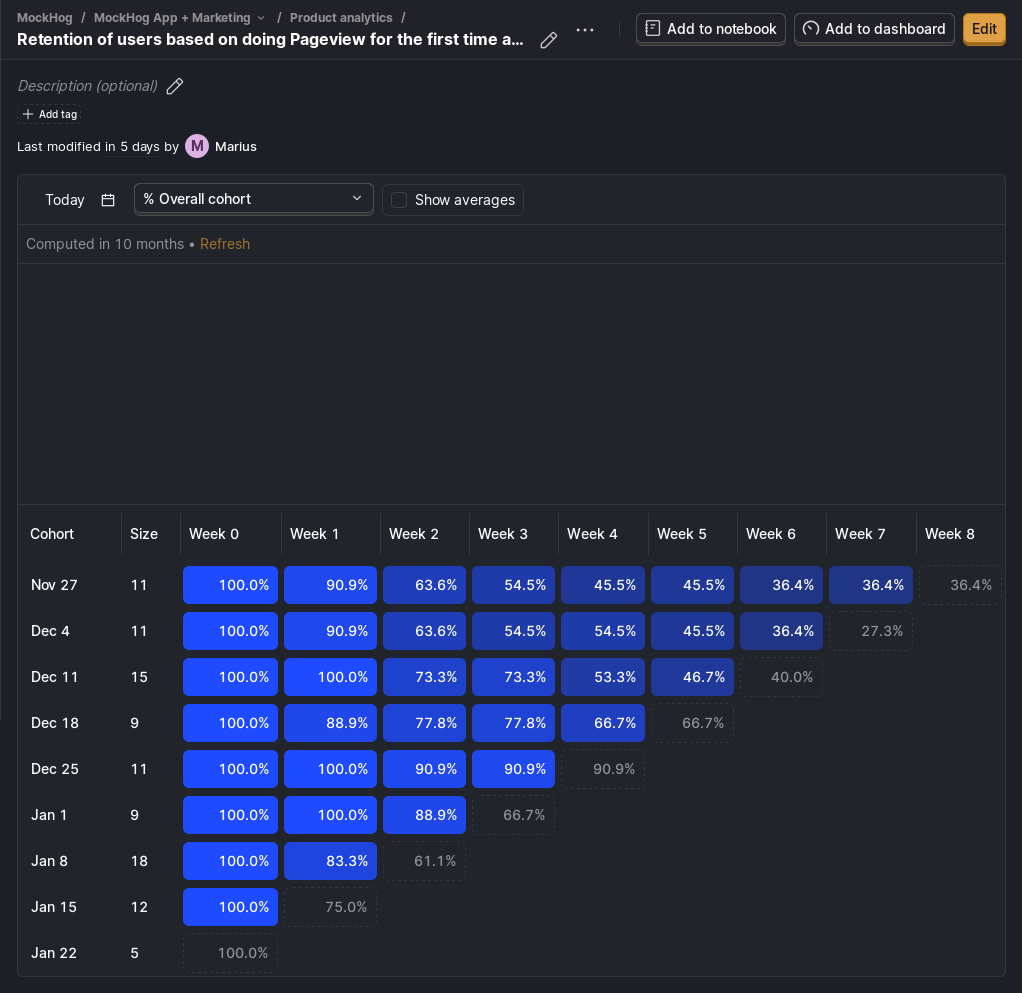 MockHog / MockHog App + Marketing / Product analytics /
Retention of users based on doing Pageview for the first time a...
Add to notebook
Add to dashboard
Edit
Description (optional)
Add tag
Last modified in 5 days by M Marius
Today
% Overall cohort
Show averages
Computed in 10 months • Refresh
Cohort Size Week 0 Week 1 Week 2 Week 3 Week 4 Week 5 Week 6 Week 7 Week 8
Nov 27 11 100.0% 90.9% 63.6% 54.5% 45.5% 45.5% 36.4% 36.4% 36.4%
Dec 4 11 100.0% 90.9% 63.6% 54.5% 54.5% 45.5% 36.4% 27.3%
Dec 11 15 100.0% 100.0% 73.3% 73.3% 53.3% 46.7% 40.0%
Dec 18 9 100.0% 88.9% 77.8% 77.8% 66.7% 66.7%
Dec 25 11 100.0% 100.0% 90.9% 90.9% 90.9%
Jan 1 9 100.0% 100.0% 88.9% 66.7%
Jan 8 18 100.0% 83.3% 61.1%
Jan 15 12 100.0% 75.0%
Jan 22 5 100.0%